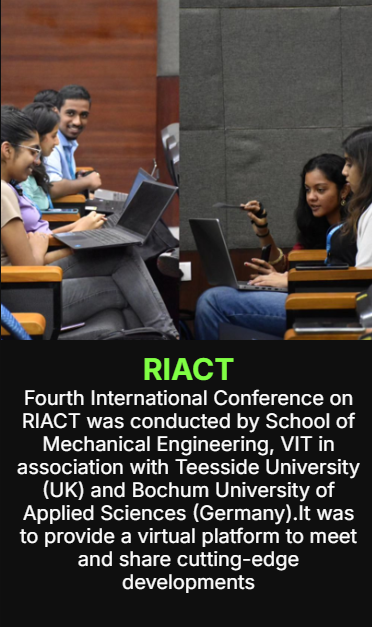 RIACT
Fourth International Conference on
RIACT was conducted by School of
Mechanical Engineering, VIT in
association with Teesside University
(UK) and Bochum University of
Applied Sciences (Germany).It was
to provide a virtual platform to meet
and share cutting-edge
developments